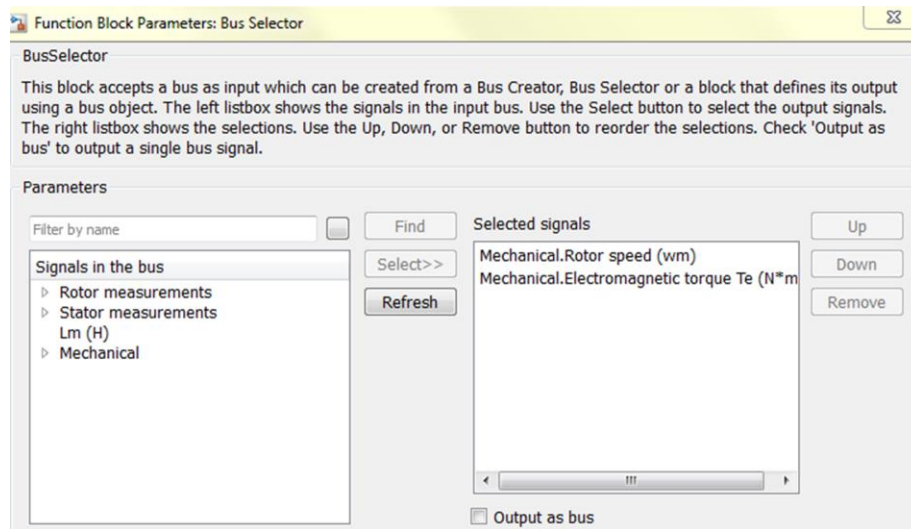 Function Block Parameters: Bus Selector
BusSelector
This block accepts a bus as input which can be created from a Bus Creator, Bus Selector or a block that defines its output
using a bus object. The left listbox shows the signals in the input bus. Use the Select button to select the output signals.
The right listbox shows the selections. Use the Up, Down, or Remove button to reorder the selections. Check 'Output as
bus' to output a single bus signal.
Parameters
Filter by name
Find
Selected signals
Up
Signals in the bus
Select>>
Mechanical.Rotor speed (wm)
Mechanical.Electromagnetic torque Te (N*m
Down
Rotor measurements
Refresh
Remove
Stator measurements
Lm (H)
Mechanical
Output as bus